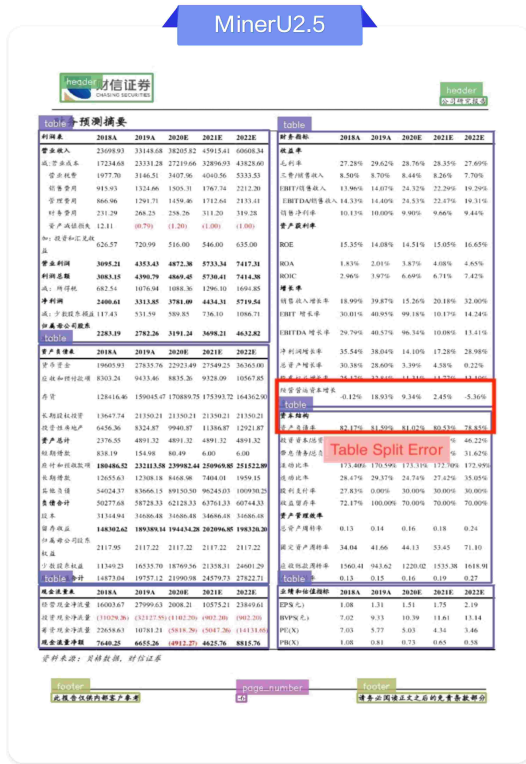 MinerU2.5
header
财信证券
CHASING SECURITIES
header
公司研究报告
table
预测摘要
利润表 2018A 2019A 2020E 2021E 2022E
营业收入 23698.93 33148.68 38205.82 45915.41 60608.34
减:营业成本 17234.68 23331.28 27219.66 32896.93 43828.60
营业税费 1977.70 3146.51 3407.96 4040.56 5333.53
销售费用 915.93 1324.66 1505.31 1767.74 2212.20
管理费用 866.96 1291.71 1459.46 1712.64 2133.41
财务费用 231.29 268.25 258.26 311.20 319.28
资产减值损失 12.11 (0.79) (1.20) (1.00) (1.00)
加:投资和汇兑收益 626.57 720.99 516.00 546.00 635.00
营业利润 3095.21 4353.43 4872.38 5733.34 7417.31
利润总额 3083.15 4390.79 4869.45 5730.41 7414.38
减:所得税 682.54 1076.94 1088.36 1296.10 1694.85
净利润 2400.61 3313.85 3781.09 4434.31 5719.54
减:少数股东损益 117.43 531.59 589.85 736.10 1086.71
归属母公司股东 2283.19 2782.26 3191.24 3698.21 4632.82
table
资产负债表 2018A 2019A 2020E 2021E 2022E
货币资金 19605.93 27835.76 22923.49 27549.25 36365.00
应收和预付款项 8303.24 9433.46 8835.26 9328.09 10567.85
存货 128416.46 159045.47 170889.75 175393.72 164362.90
长期股权投资 13647.74 21350.21 21350.21 21350.21 21350.21
投资性房地产 6456.36 8324.87 9940.87 11386.87 12921.87
资产总计 2376.55 4891.32 4891.32 4891.32 4891.32
短期借款 838.19 154.98 80.49 6.00 6.00
应付和预收款项 180486.52 232113.58 239982.44 250969.85 251522.89
长期借款 12655.63 12308.18 8468.98 7404.01 1959.15
其他负债 54024.37 83666.15 89150.50 96245.03 100930.25
负债合计 50277.68 58728.33 62128.33 63761.33 60744.33
股本 31344.94 34686.48 34686.48 34686.48 34686.48
留存收益 148302.62 189389.14 194434.28 202096.85 198320.20
归属母公司股东权益 2117.95 2117.22 2117.22 2117.22 2117.22
少数股东权益 11349.23 16535.70 18769.56 21358.31 24601.29
table 合计 14873.04 19757.12 21990.98 24579.73 27822.71
现金流量表 2018A 2019A 2020E 2021E 2022E
经营现金净流量 16003.67 27999.63 2008.21 10575.21 23849.61
投资现金净流量 (31029.26) (32127.55) (1102.20) (902.20) (902.20)
筹资现金净流量 22658.63 10781.21 (5818.29) (5047.26) (14131.65)
现金流量净额 7640.25 6655.26 (4912.27) 4625.76 8815.76
资料来源:贝格数据,财信证券
table
财务指标 2018A 2019A 2020E 2021E 2022E
收益率
毛利率 27.28% 29.62% 28.76% 28.35% 27.69%
三费/销售收入 8.50% 8.70% 8.44% 8.26% 7.70%
EBIT/销售收入 13.96% 14.07% 24.32% 22.29% 19.29%
EBITDA/销售收入 14.33% 14.40% 24.53% 22.47% 19.31%
销售净利率 10.13% 10.00% 9.90% 9.66% 9.44%
资产获利率
ROE 15.35% 14.08% 14.51% 15.05% 16.65%
ROA 1.83% 2.01% 3.87% 4.08% 4.65%
ROIC 2.96% 3.97% 6.69% 6.71% 7.42%
增长率
销售收入增长率 18.99% 39.87% 15.26% 20.18% 32.00%
EBIT 增长率 30.01% 40.95% 99.18% 10.17% 14.24%
EBITDA 增长率 29.79% 40.57% 96.34% 10.08% 13.41%
净利润增长率 35.54% 38.04% 14.10% 17.28% 28.98%
总资产增长率 30.38% 28.60% 3.39% 4.58% 0.22%
经营营运资本增长 -0.12% 18.93% 9.34% 2.45% -5.36%
table
资本结构
资产负债率 82.17% 81.59% 81.02% 80.53% 78.85%
Table Split Error
投资资本/总资 46.22%
带息债务/总 31.62%
流动比率 173.40% 170.59% 173.31% 172.70% 172.95%
速动比率 28.47% 29.37% 24.74% 27.42% 35.05%
股利支付率 27.83% 0.00% 30.00% 30.00% 30.00%
收益留存率 72.17% 100.00% 70.00% 70.00% 70.00%
资产管理效率
总资产周转率 0.13 0.14 0.16 0.18 0.24
固定资产周转率 34.04 41.66 44.13 53.45 71.10
应收账款周转率 1560.41 943.62 1220.02 1535.38 1618.91
table 率 0.13 0.15 0.16 0.19 0.27
业绩和估值指标 2018A 2019A 2020E 2021E 2022E
EPS(元) 1.08 1.31 1.51 1.75 2.19
BVPS(元) 7.02 9.33 10.39 11.61 13.14
PE(X) 7.03 5.77 5.03 4.34 3.46
PB(X) 1.08 0.81 0.73 0.65 0.58
footer
此报告仅供内部客户参考
page_number
-6-
footer
请务必阅读正文之后的免责条款部分